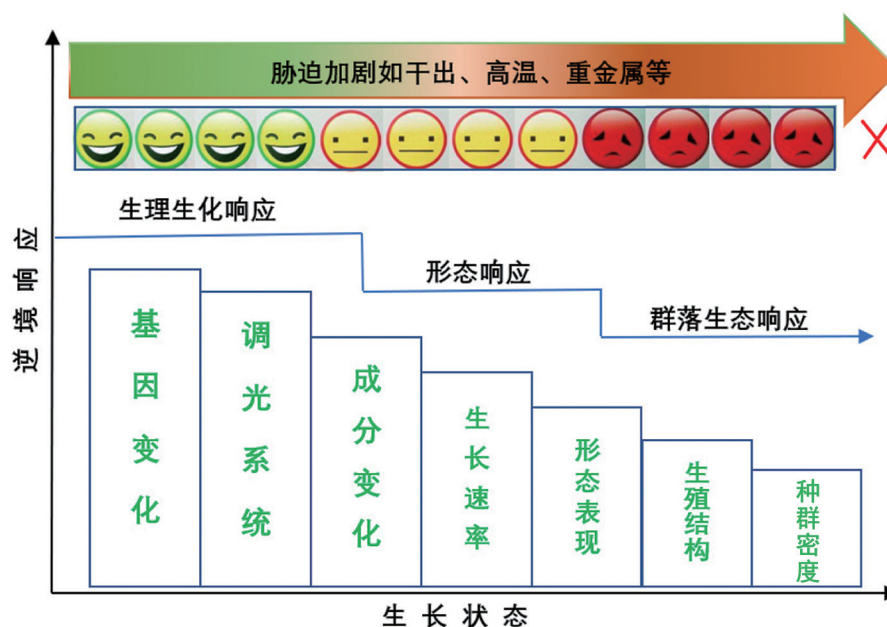 胁迫加剧如干出、高温、重金属等
生理生化响应
形态响应
群落生态响应
逆境响应
基因变化
调光系统
成分变化
生长速率
形态表现
生殖结构
种群密度
生长状态